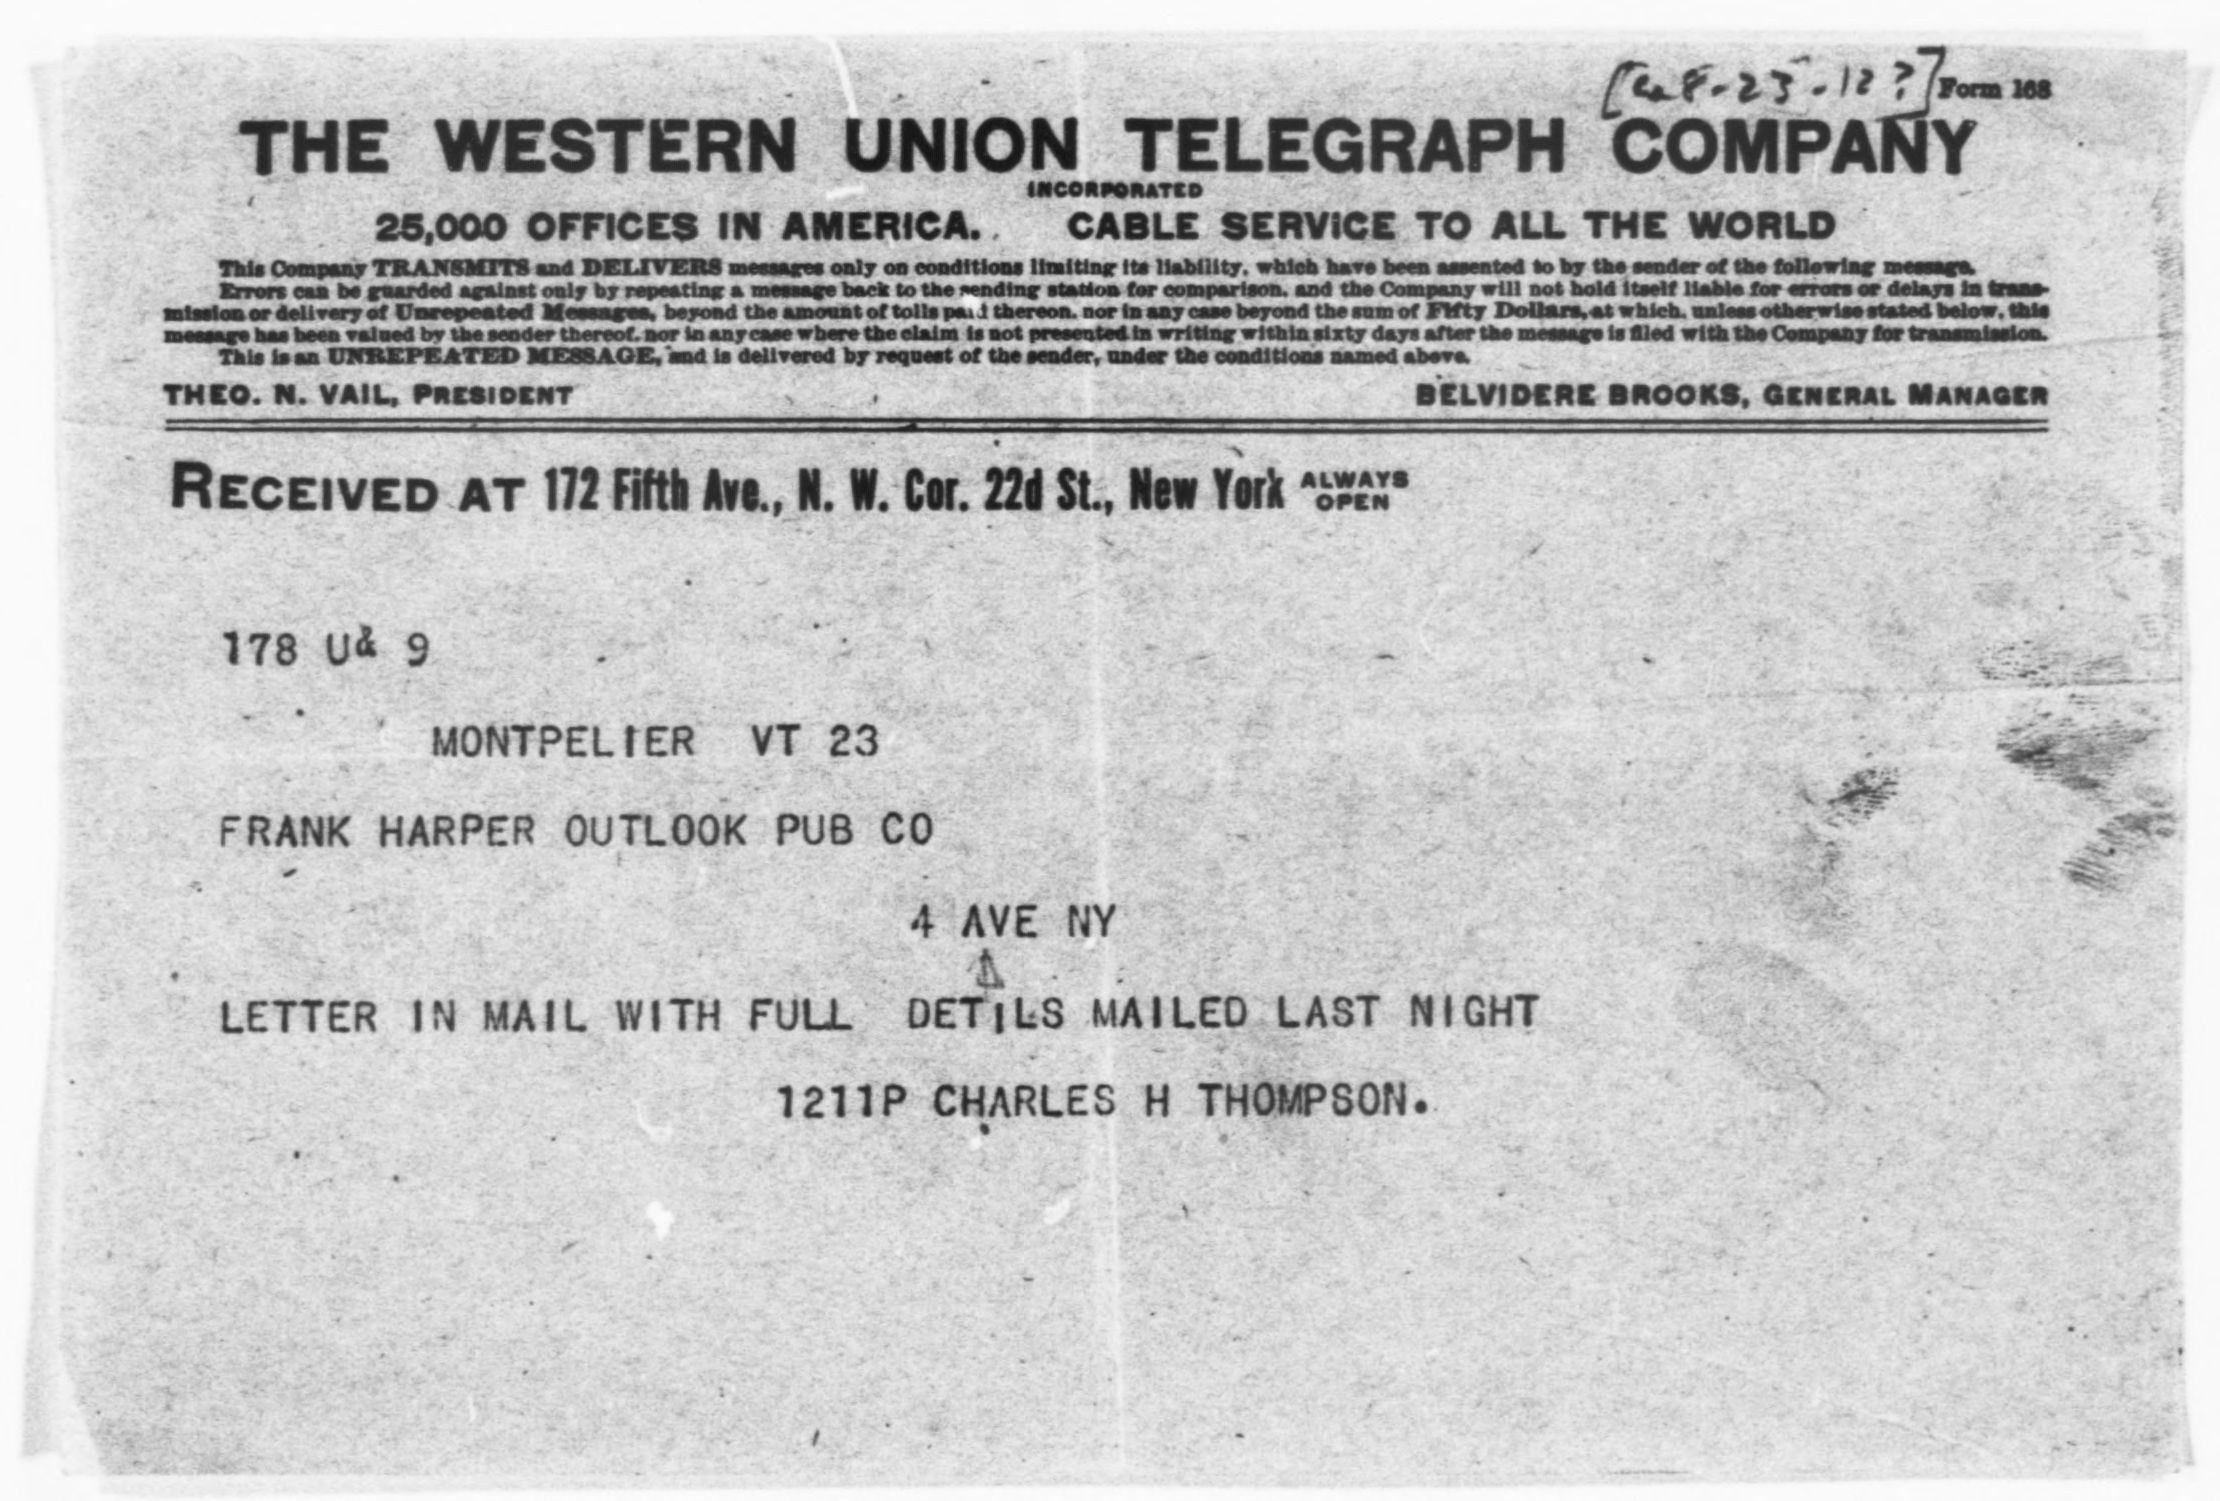 [Ca 8-23-12?] Form 168
THE WESTERN UNION TELEGRAPH COMPANY
INCORPORATED
25,000 OFFICES IN AMERICA. CABLE SERVICE TO ALL THE WORLD
This Company TRANSMITS and DELIVERS messages only on conditions limiting its liability, which have been assented to by the sender of the following message.
Errors can be guarded against only by repeating a message back to the sending station for comparison, and the Company will not hold itself liable for errors or delays in trans-
mission or delivery of Unrepeated Messages, beyond the amount of tolls paid thereon, nor in any case beyond the sum of Fifty Dollars, at which, unless otherwise stated below, this
message has been valued by the sender thereof, nor in any case where the claim is not presented in writing within sixty days after the message is filed with the Company for transmission.
This is an UNREPEATED MESSAGE, and is delivered by request of the sender, under the conditions named above.
THEO. N. VAIL, PRESIDENT BELVIDERE BROOKS, GENERAL MANAGER
RECEIVED AT 172 Fifth Ave., N. W. Cor. 22d St., New York ALWAYS OPEN
178 U& 9
MONTPELIER VT 23
FRANK HARPER OUTLOOK PUB CO
4 AVE NY
A
LETTER IN MAIL WITH FULL DETILS MAILED LAST NIGHT
1211P CHARLES H THOMPSON.